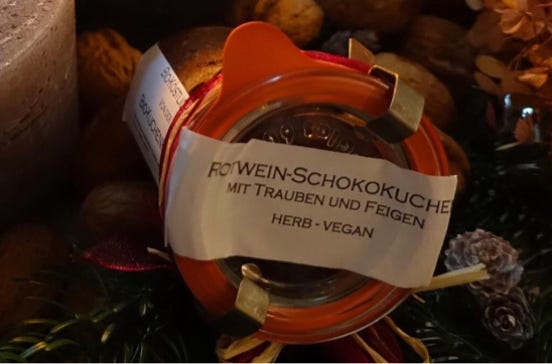 ROTWEIN-SCHOKOKUCHE
MIT TRAUBEN UND FEIGEN
HERB - VEGAN